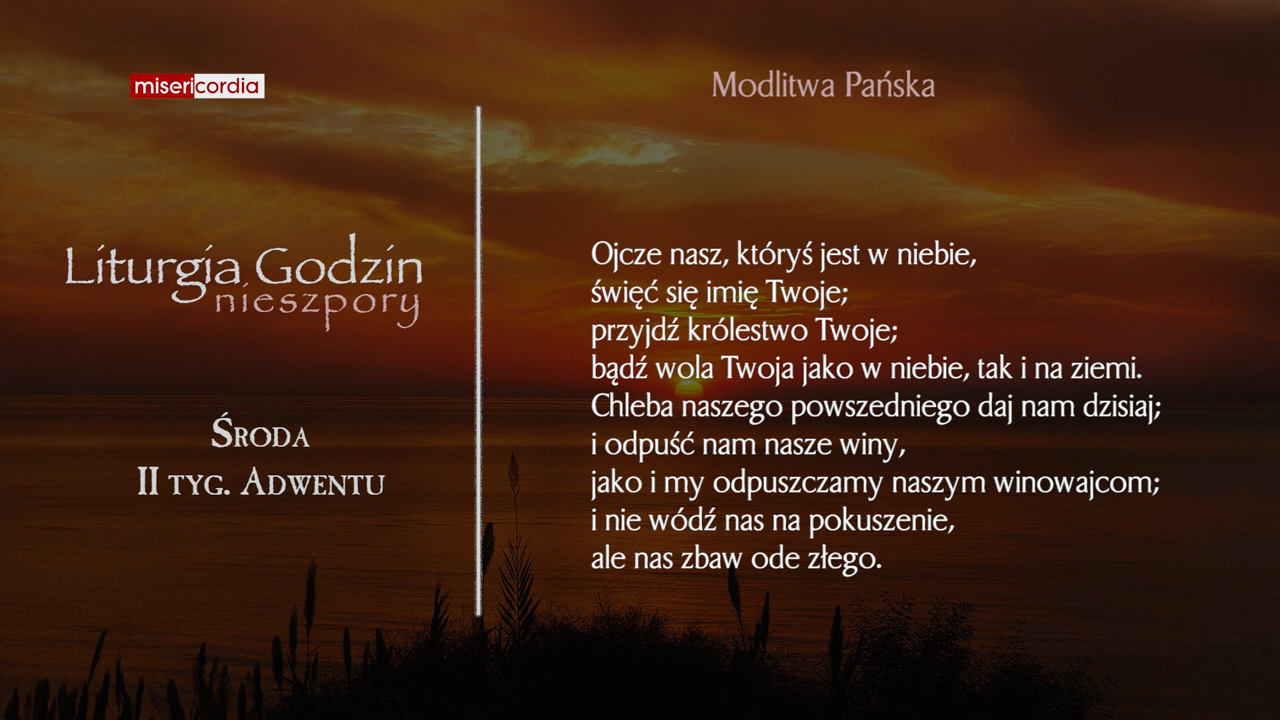 misericordia
Liturgia Godzin
nieszpory
Środa
II tyg. Adwentu
Modlitwa Pańska
Ojcze nasz, któryś jest w niebie,
święć się imię Twoje;
przyjdź królestwo Twoje;
bądź wola Twoja jako w niebie, tak i na ziemi.
Chleba naszego powszedniego daj nam dzisiaj;
i odpuść nam nasze winy,
jako i my odpuszczamy naszym winowajcom;
i nie wódź nas na pokuszenie,
ale nas zbaw ode złego.